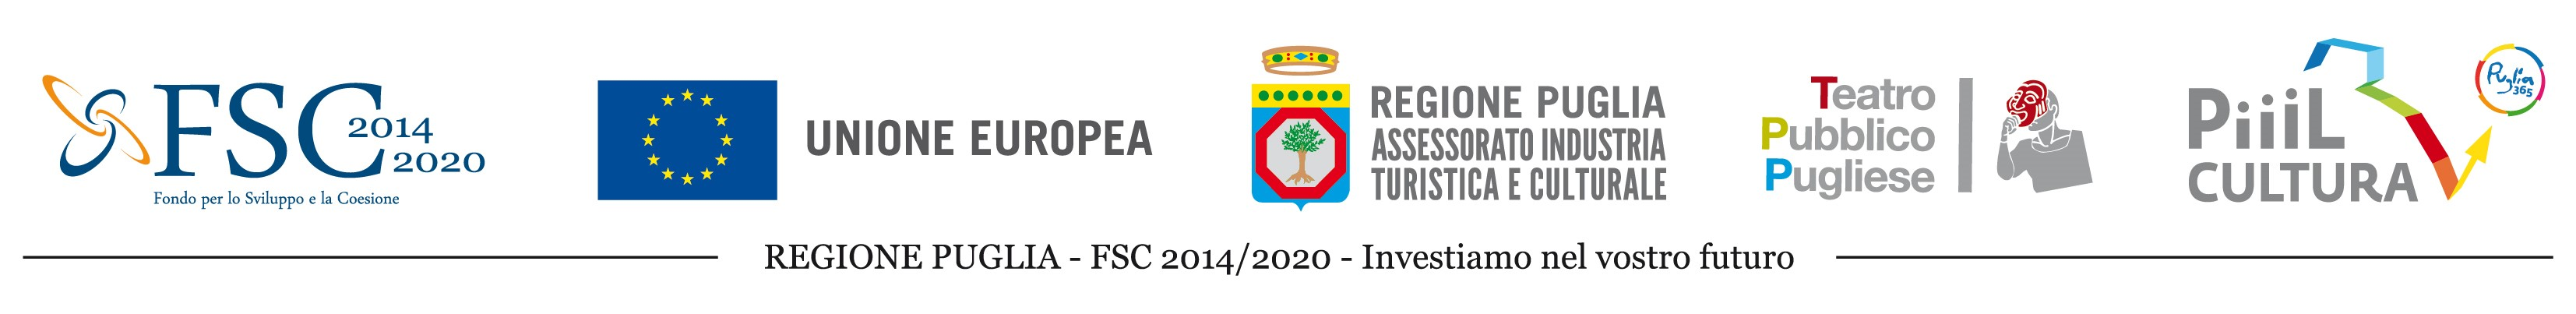 FSC 2014
2020
Fondo per lo Sviluppo e la Coesione
UNIONE EUROPEA
REGIONE PUGLIA
ASSESSORATO INDUSTRIA
TURISTICA E CULTURALE
Teatro
Pubblico
Pugliese
PiiiL
CULTURA
Puglia
365
REGIONE PUGLIA - FSC 2014/2020 - Investiamo nel vostro futuro